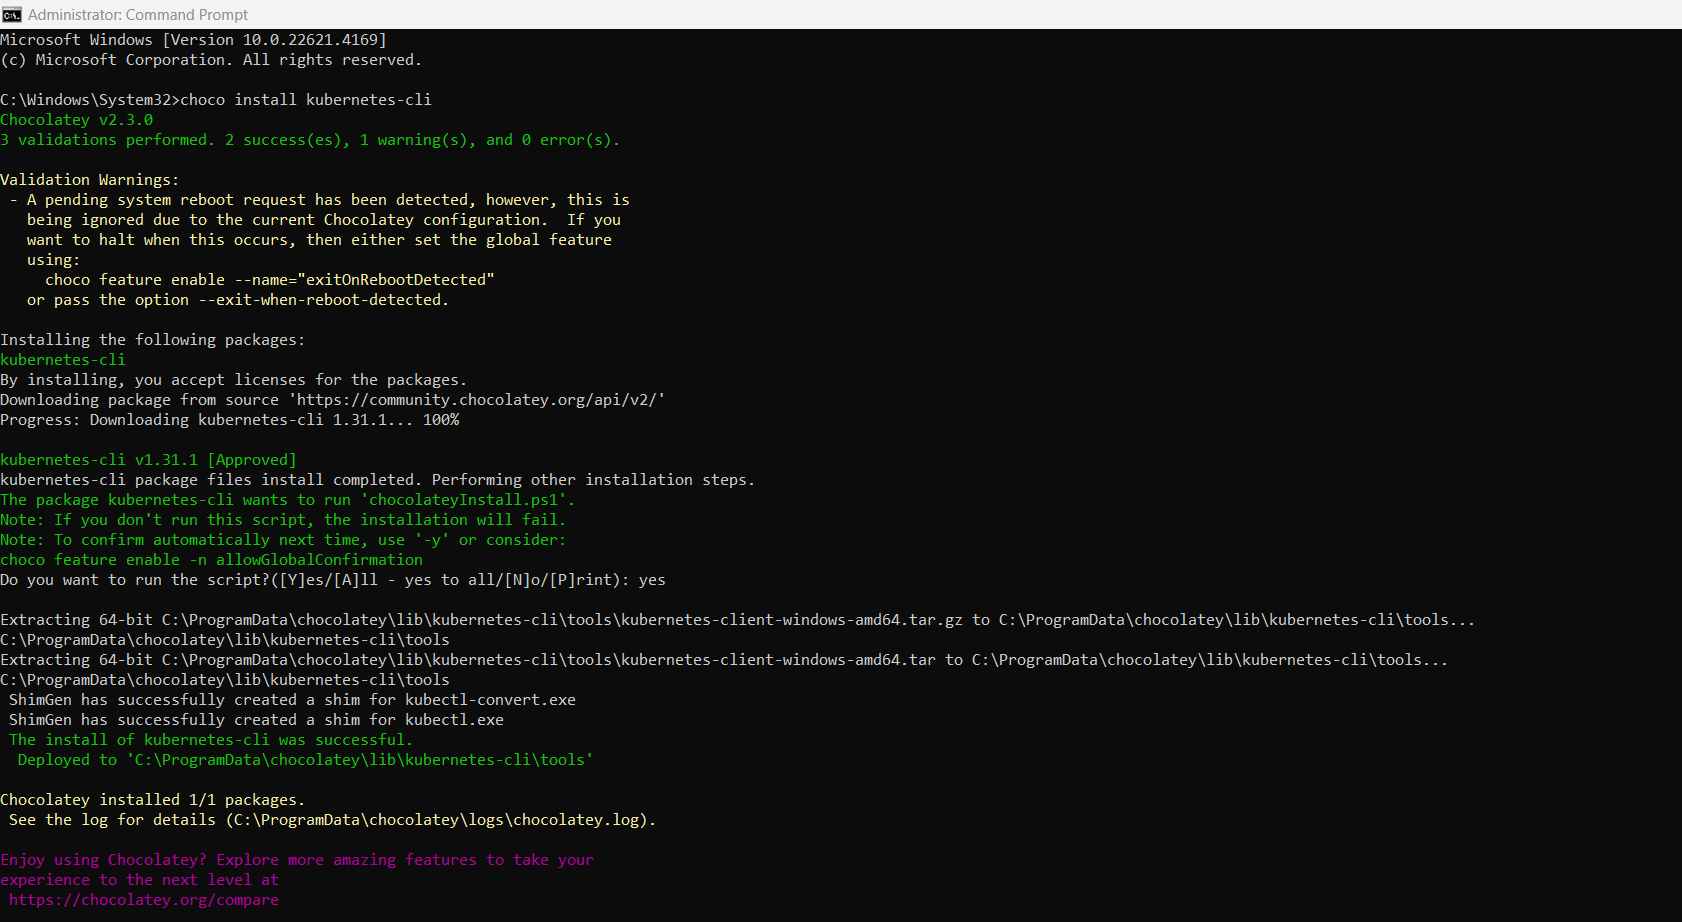 Administrator: Command Prompt
Microsoft Windows [Version 10.0.22621.4169]
(c) Microsoft Corporation. All rights reserved.
C:\Windows\System32>choco install kubernetes-cli
Chocolatey v2.3.0
3 validations performed. 2 success(es), 1 warning(s), and 0 error(s).
Validation Warnings:
 - A pending system reboot request has been detected, however, this is
   being ignored due to the current Chocolatey configuration.  If you
   want to halt when this occurs, then either set the global feature
   using:
     choco feature enable --name="exitOnRebootDetected"
   or pass the option --exit-when-reboot-detected.
Installing the following packages:
kubernetes-cli
By installing, you accept licenses for the packages.
Downloading package from source 'https://community.chocolatey.org/api/v2/'
Progress: Downloading kubernetes-cli 1.31.1... 100%
kubernetes-cli v1.31.1 [Approved]
kubernetes-cli package files install completed. Performing other installation steps.
The package kubernetes-cli wants to run 'chocolateyInstall.ps1'.
Note: If you don't run this script, the installation will fail.
Note: To confirm automatically next time, use '-y' or consider:
choco feature enable -n allowGlobalConfirmation
Do you want to run the script?([Y]es/[A]ll - yes to all/[N]o/[P]rint): yes
Extracting 64-bit C:\ProgramData\chocolatey\lib\kubernetes-cli\tools\kubernetes-client-windows-amd64.tar.gz to C:\ProgramData\chocolatey\lib\kubernetes-cli\tools...
C:\ProgramData\chocolatey\lib\kubernetes-cli\tools
Extracting 64-bit C:\ProgramData\chocolatey\lib\kubernetes-cli\tools\kubernetes-client-windows-amd64.tar to C:\ProgramData\chocolatey\lib\kubernetes-cli\tools...
C:\ProgramData\chocolatey\lib\kubernetes-cli\tools
 ShimGen has successfully created a shim for kubectl-convert.exe
 ShimGen has successfully created a shim for kubectl.exe
 The install of kubernetes-cli was successful.
  Deployed to 'C:\ProgramData\chocolatey\lib\kubernetes-cli\tools'
Chocolatey installed 1/1 packages.
 See the log for details (C:\ProgramData\chocolatey\logs\chocolatey.log).
Enjoy using Chocolatey? Explore more amazing features to take your
experience to the next level at
 https://chocolatey.org/compare